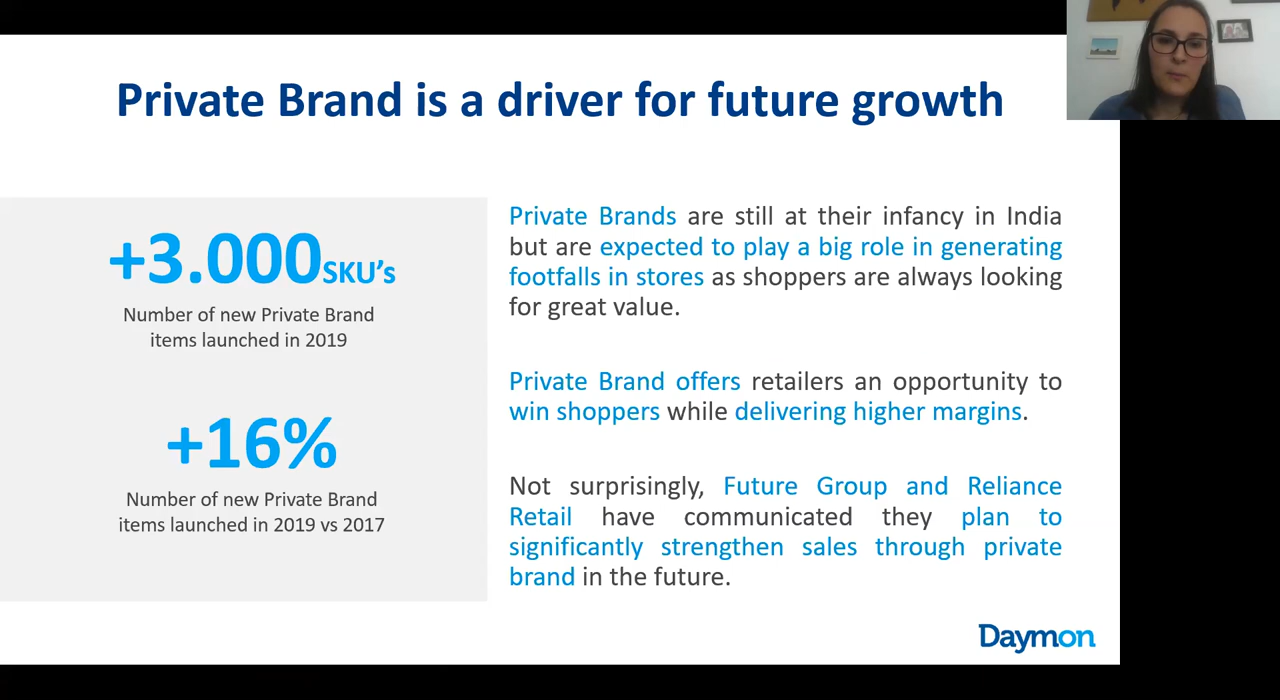 Private Brand is a driver for future growth
+3.000SKU's
Number of new Private Brand
items launched in 2019
+16%
Number of new Private Brand
items launched in 2019 vs 2017
Private Brands are still at their infancy in India
but are expected to play a big role in generating
footfalls in stores as shoppers are always looking
for great value.
Private Brand offers retailers an opportunity to
win shoppers while delivering higher margins.
Not surprisingly, Future Group and Reliance
Retail have communicated they plan to
significantly strengthen sales through private
brand in the future.
Daymon